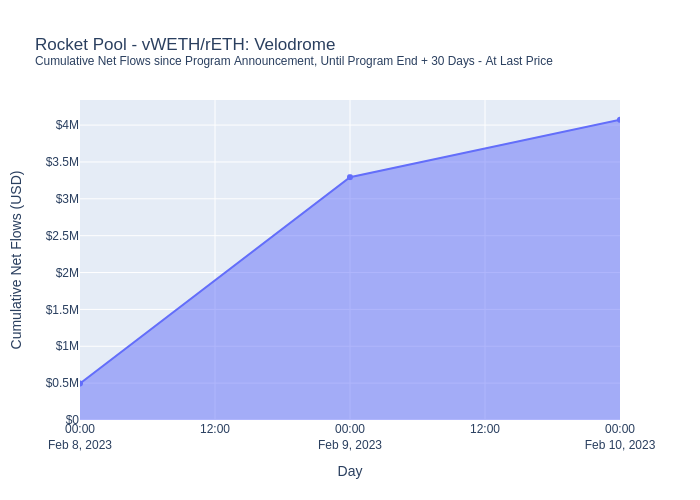 Rocket Pool - vWETH/rETH: Velodrome
Cumulative Net Flows since Program Announcement, Until Program End + 30 Days - At Last Price
Cumulative Net Flows (USD)
$4M
$3.5M
$3M
$2.5M
$2M
$1.5M
$1M
$0.5M
$0
00:00 12:00 00:00 12:00 00:00
Feb 8, 2023 Feb 9, 2023 Feb 10, 2023
Day